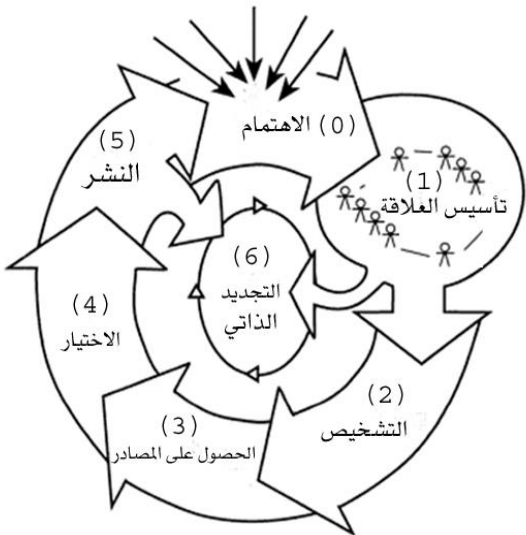 (0) الاهتمام
(1)
تأسيس العلاقة
(2)
التشخيص
(3)
الحصول على المصادر
(4)
الاختيار
(5)
النشر
(6)
التجديد
الذاتي